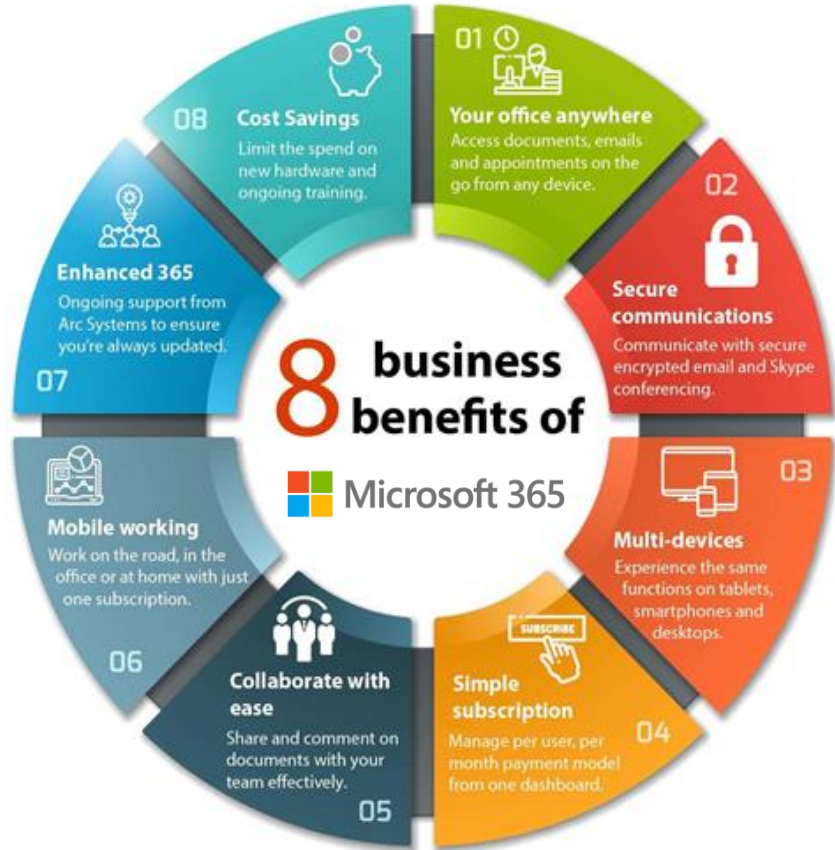 8 business
benefits of
Microsoft 365
01
Your office anywhere
Access documents, emails
and appointments on the
go from any device.
02
Secure
communications
Communicate with secure
encrypted email and Skype
conferencing.
03
Multi-devices
Experience the same
functions on tablets,
smartphones and
desktops.
SUBSCRIBE
Simple
subscription
Manage per user, per
month payment model
from one dashboard.
04
Collaborate with
ease
Share and comment on
documents with your
team effectively.
05
Mobile working
Work on the road, in the
office or at home with just
one subscription.
06
Enhanced 365
Ongoing support from
Arc Systems to ensure
you're always updated.
07
08
Cost Savings
Limit the spend on
new hardware and
ongoing training.